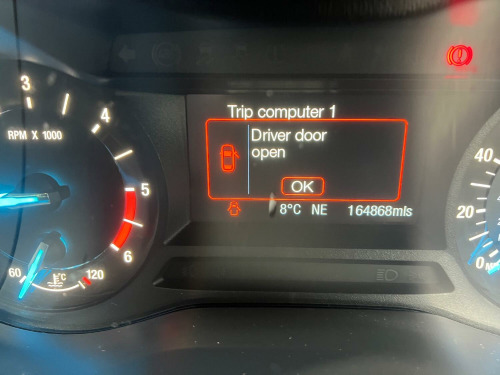 3
4
5
6
RPM X 1000
60 °C 120
Trip computer 1
Driver door
open
OK
8°C NE 164868mls
40
20
0